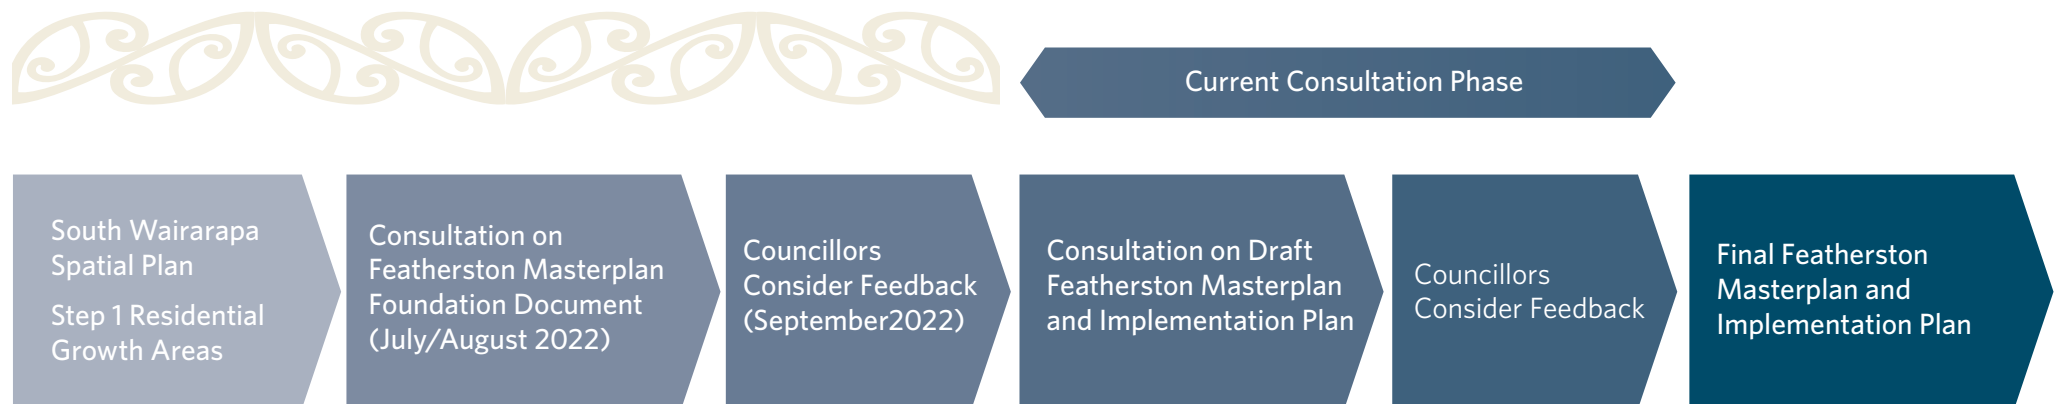 Current Consultation Phase
South Wairarapa
Spatial Plan
Step 1 Residential
Growth Areas
Consultation on
Featherston Masterplan
Foundation Document
(July/August 2022)
Councillors
Consider Feedback
(September2022)
Consultation on Draft
Featherston Masterplan
and Implementation Plan
Councillors
Consider Feedback
Final Featherston
Masterplan and
Implementation Plan